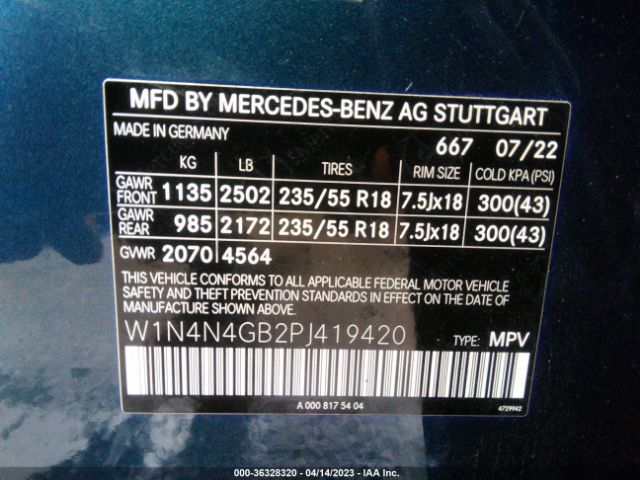 MFD BY MERCEDES-BENZ AG STUTTGART
MADE IN GERMANY 667 07/22
KG LB TIRES RIM SIZE COLD KPA (PSI)
GAWR FRONT 1135 2502 235/55 R18 7.5Jx18 300(43)
GAWR REAR 985 2172 235/55 R18 7.5Jx18 300(43)
GVWR 2070 4564
THIS VEHICLE CONFORMS TO ALL APPLICABLE FEDERAL MOTOR VEHICLE
SAFETY AND THEFT PREVENTION STANDARDS IN EFFECT ON THE DATE OF
MANUFACTURE SHOWN ABOVE.
W1N4N4GB2PJ419420 TYPE: MPV
A 000 817 54 04 4729942
000-36328320 • 04/14/2023 • IAA Inc.